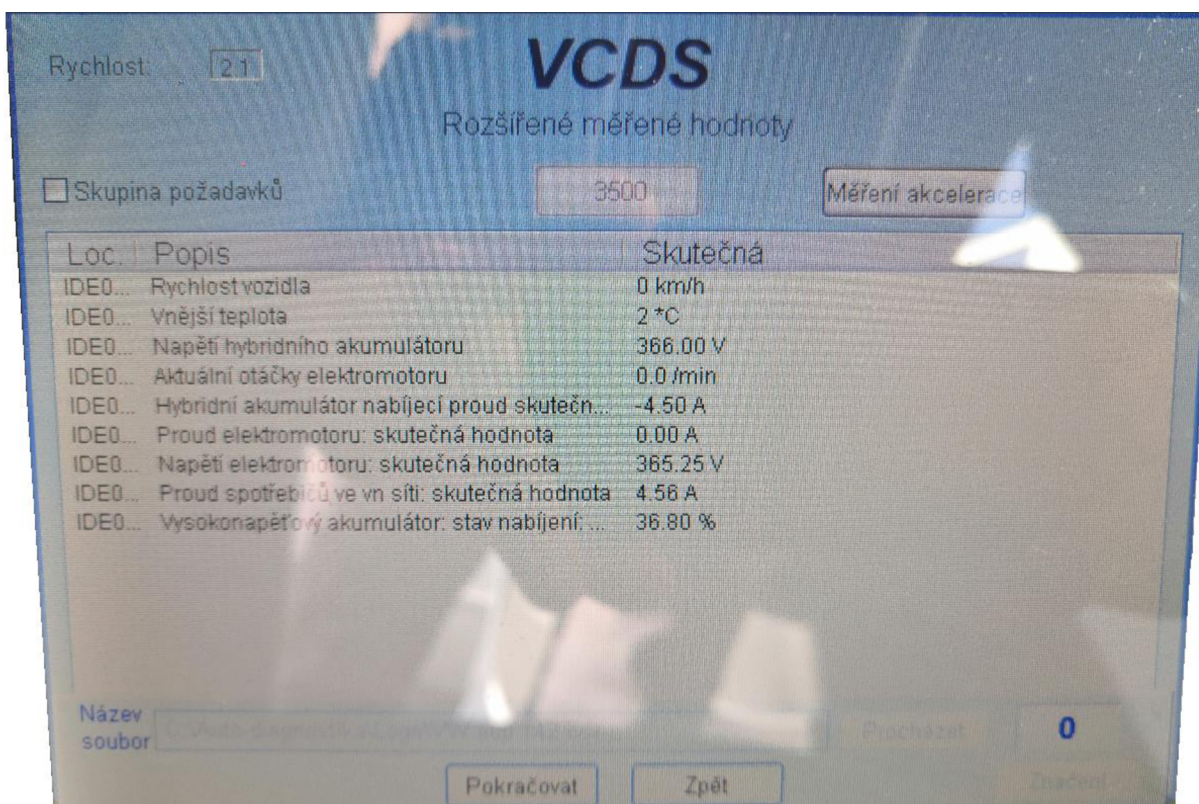 Rychlost: 2.1
VCDS
Rozšířené měřené hodnoty
Skupina požadavků 3500 Měření akcelerace
Loc. Popis Skutečná
IDE0... Rychlost vozidla 0 km/h
IDE0... Vnější teplota 2 *C
IDE0... Napětí hybridního akumulátoru 366.00 V
IDE0... Aktuální otáčky elektromotoru 0.0 /min
IDE0... Hybridní akumulátor nabíjecí proud skutečn... -4.50 A
IDE0... Proud elektromotoru: skutečná hodnota 0.00 A
IDE0... Napětí elektromotoru: skutečná hodnota 365.25 V
IDE0... Proud spotřebičů ve vn síti: skutečná hodnota 4.56 A
IDE0... Vysokonapěťový akumulátor: stav nabíjení: ... 36.80 %
Název
soubor Procházet 0
Pokračovat Zpět Značení